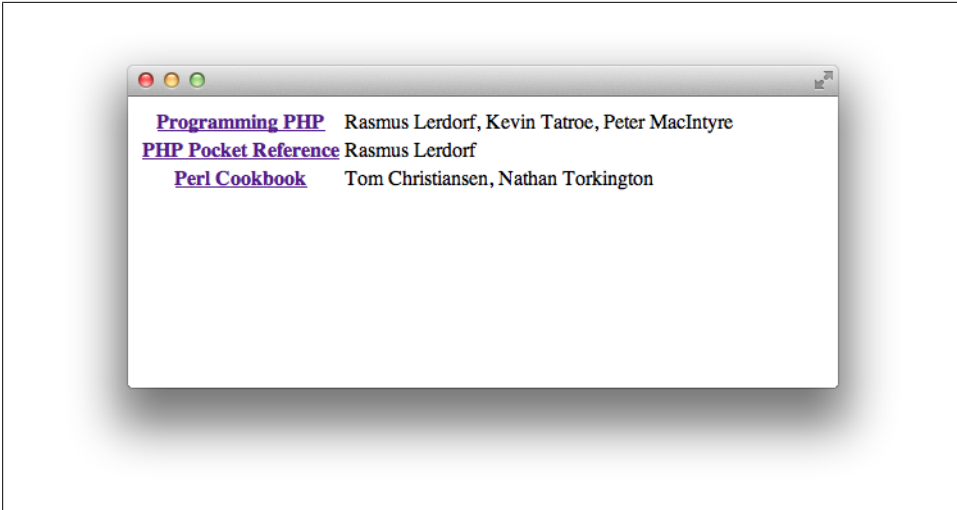 Programming PHP Rasmus Lerdorf, Kevin Tatroe, Peter MacIntyre
PHP Pocket Reference Rasmus Lerdorf
Perl Cookbook Tom Christiansen, Nathan Torkington